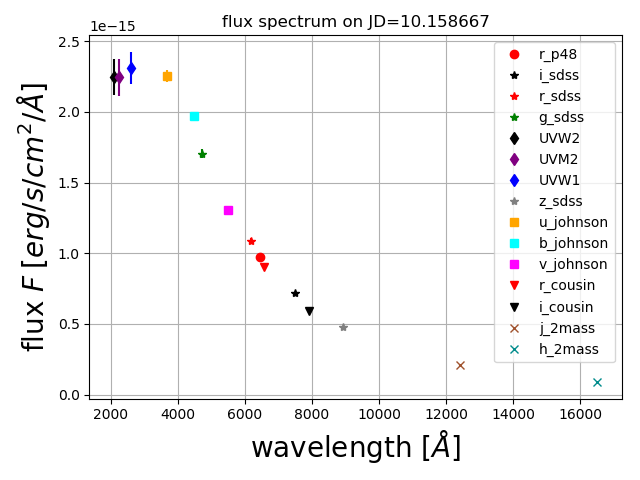 flux spectrum on JD=10.158667
1e−15
2.5
2.0
1.5
1.0
0.5
0.0
flux F [erg/s/cm²/Å]
2000 4000 6000 8000 10000 12000 14000 16000
wavelength [Å]
r_p48
i_sdss
r_sdss
g_sdss
UVW2
UVM2
UVW1
z_sdss
u_johnson
b_johnson
v_johnson
r_cousin
i_cousin
j_2mass
h_2mass